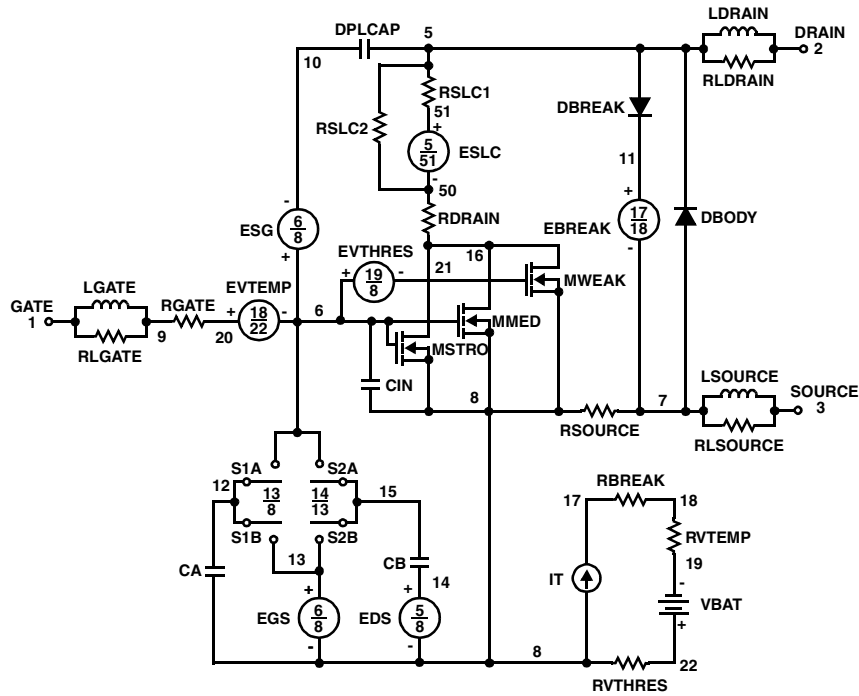 LDRAIN
DPLCAP
5
DRAIN
2
10
RLDRAIN
RSLC1
51
DBREAK
RSLC2
+
5
51
ESLC
-
11
50
-
+
6
8
ESG
RDRAIN
17
18
EBREAK
DBODY
+
EVTHRES
16
-
+
19
8
-
21
MWEAK
LGATE
EVTEMP
GATE
1
RGATE
+
18
22
-
6
MMED
9
20
MSTRO
RLGATE
LSOURCE
CIN
8
7
SOURCE
3
RSOURCE
RLSOURCE
S1A
S2A
12
13
8
14
13
15
RBREAK
17
18
S1B
S2B
RVTEMP
13
CB
19
CA
IT
-
14
+
+
VBAT
EGS
6
8
EDS
5
8
+
-
-
8
22
RVTHRES